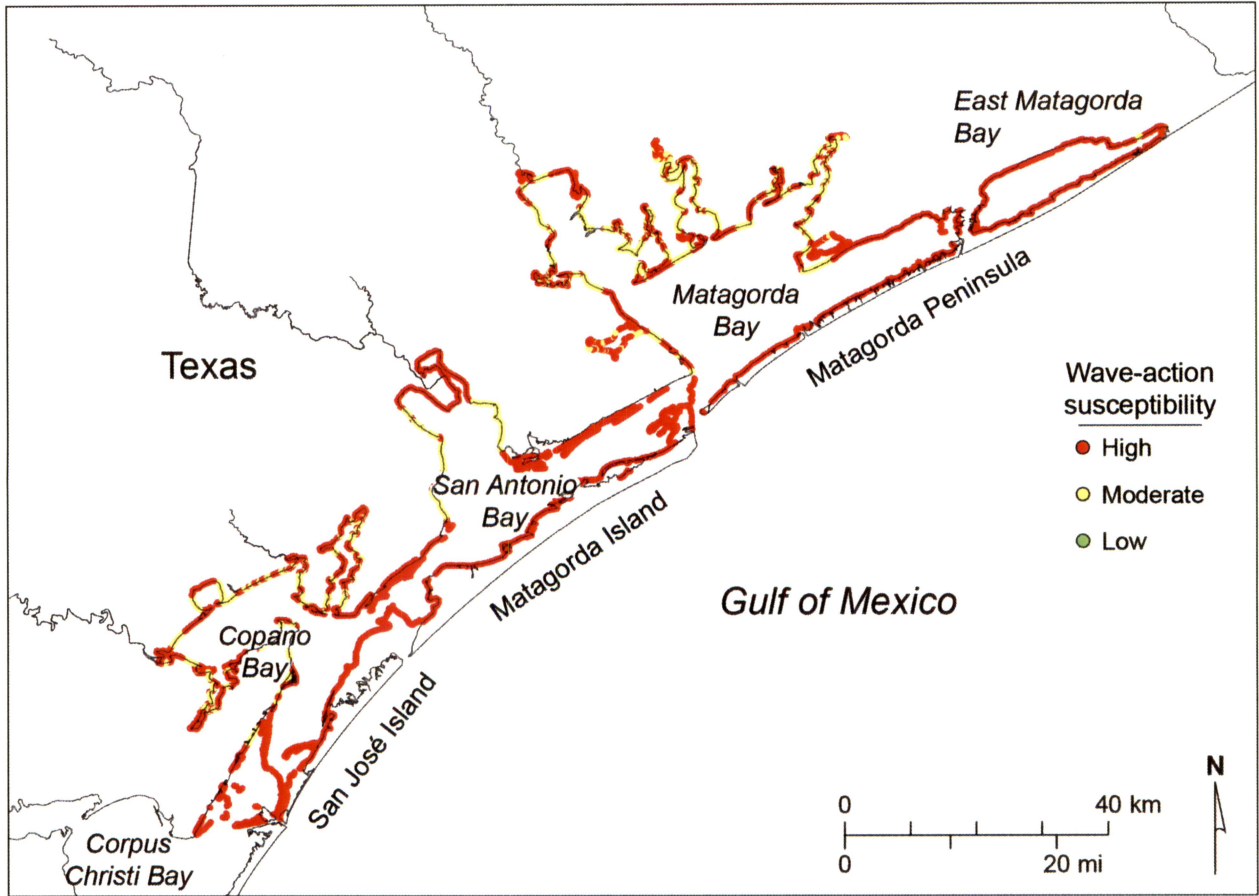 East Matagorda
Bay
Matagorda
Bay
Matagorda Peninsula
Texas
Wave-action
susceptibility
High
Moderate
Low
San Antonio
Bay
Matagorda Island
Gulf of Mexico
Copano
Bay
San José Island
Corpus
Christi Bay
N
0 40 km
0 20 mi